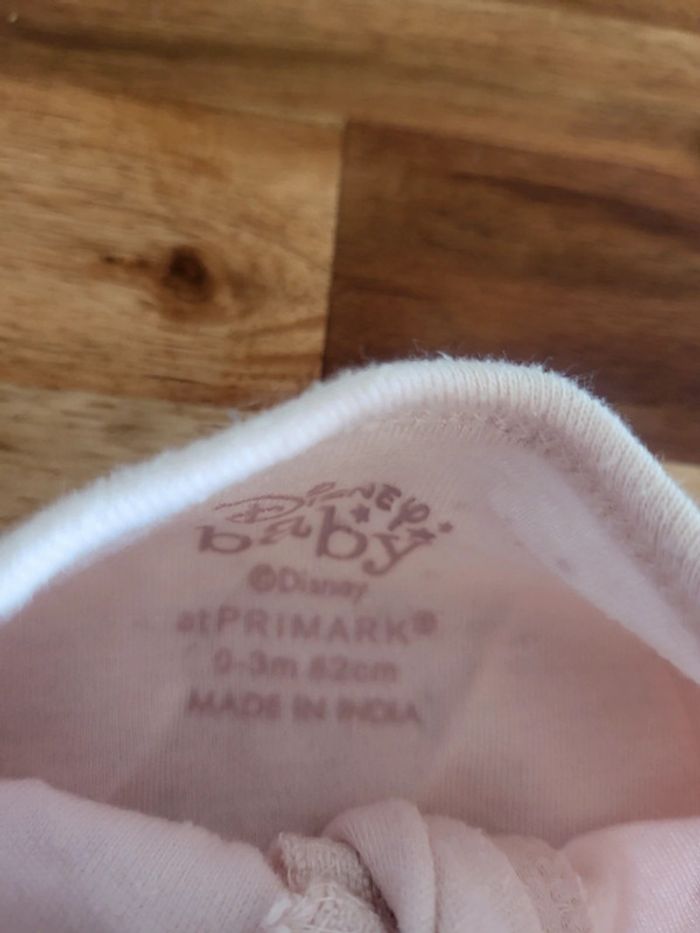 Disney
baby
©Disney
at PRIMARK®
0-3m 62cm
MADE IN INDIA